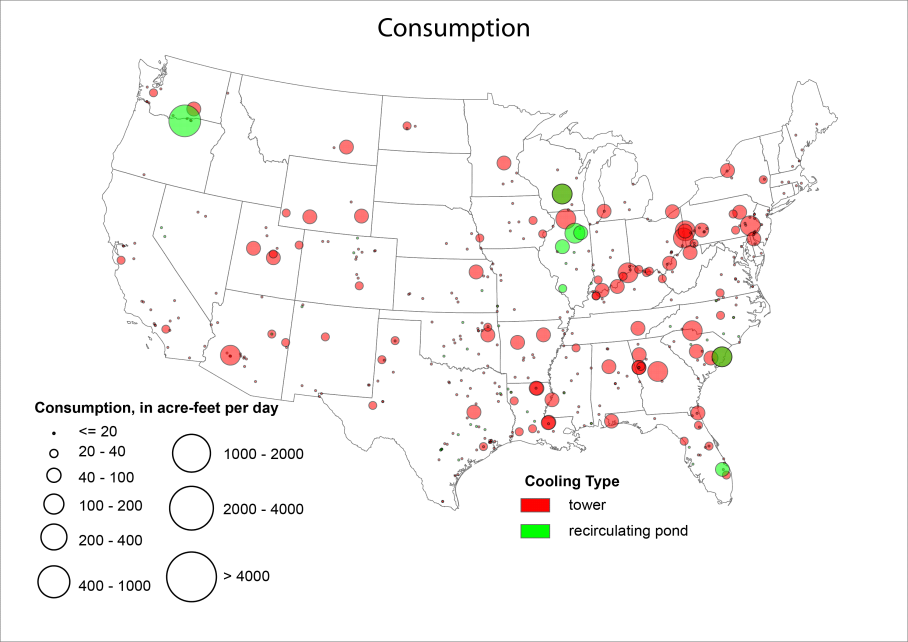 Consumption
Consumption, in acre-feet per day
<= 20
20 - 40
40 - 100
100 - 200
200 - 400
400 - 1000
1000 - 2000
2000 - 4000
> 4000
Cooling Type
tower
recirculating pond